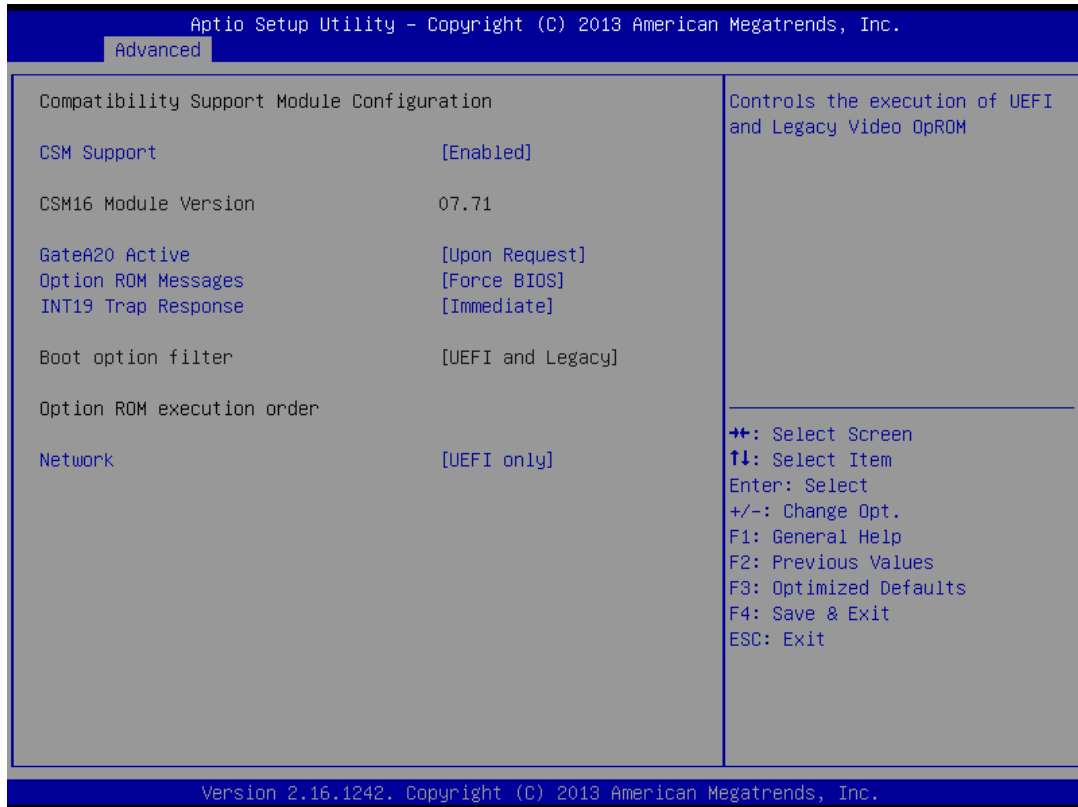 Aptio Setup Utility – Copyright (C) 2013 American Megatrends, Inc.
Advanced
Compatibility Support Module Configuration
CSM Support [Enabled]
CSM16 Module Version 07.71
GateA20 Active [Upon Request]
Option ROM Messages [Force BIOS]
INT19 Trap Response [Immediate]
Boot option filter [UEFI and Legacy]
Option ROM execution order
Network [UEFI only]
Controls the execution of UEFI
and Legacy Video OpROM
→←: Select Screen
↑↓: Select Item
Enter: Select
+/-: Change Opt.
F1: General Help
F2: Previous Values
F3: Optimized Defaults
F4: Save & Exit
ESC: Exit
Version 2.16.1242. Copyright (C) 2013 American Megatrends, Inc.